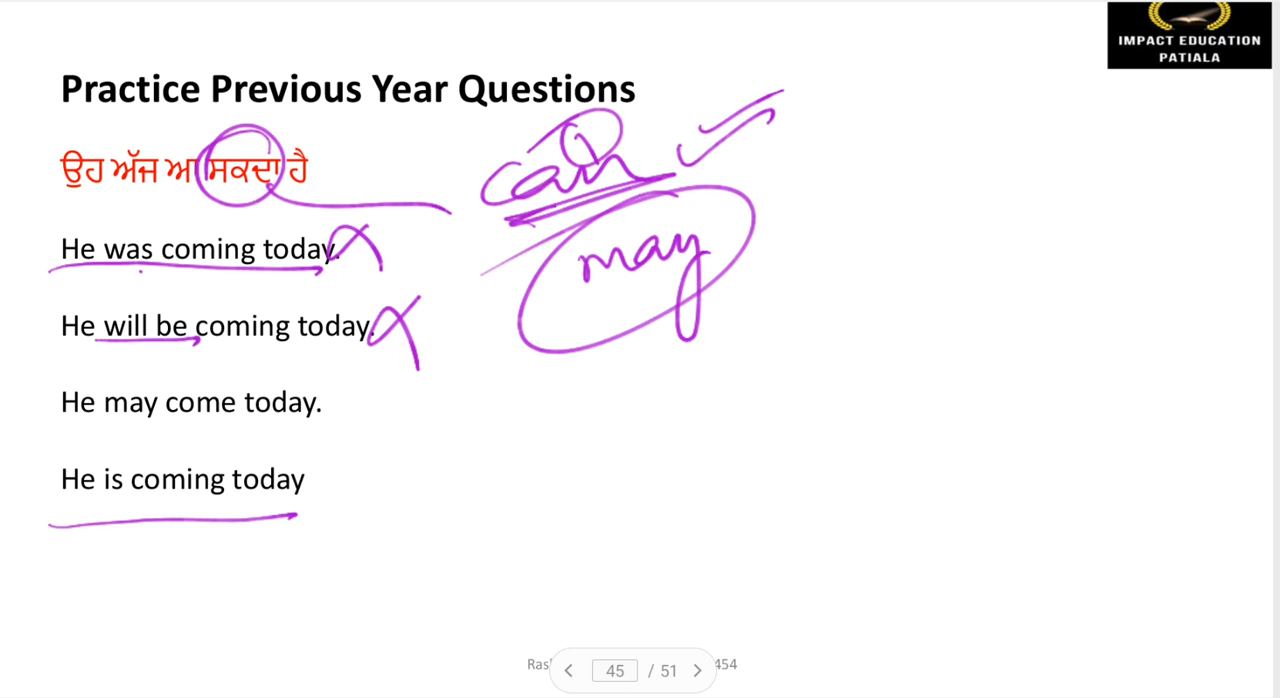 IMPACT EDUCATION
PATIALA
Practice Previous Year Questions
ਉਹ ਅੱਜ ਆ ਸਕਦਾ ਹੈ
can
may
He was coming today.
He will be coming today.
He may come today.
He is coming today
45 / 51
454